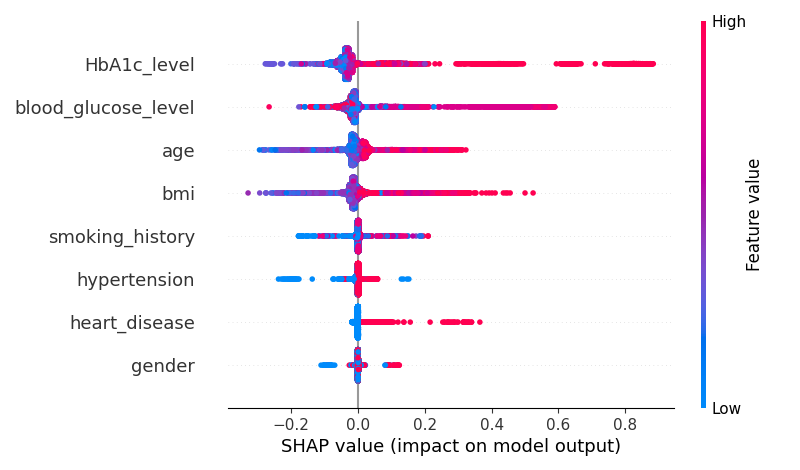 High
HbA1c_level
blood_glucose_level
age
bmi
smoking_history
hypertension
heart_disease
gender
Feature value
Low
−0.2 0.0 0.2 0.4 0.6 0.8
SHAP value (impact on model output)